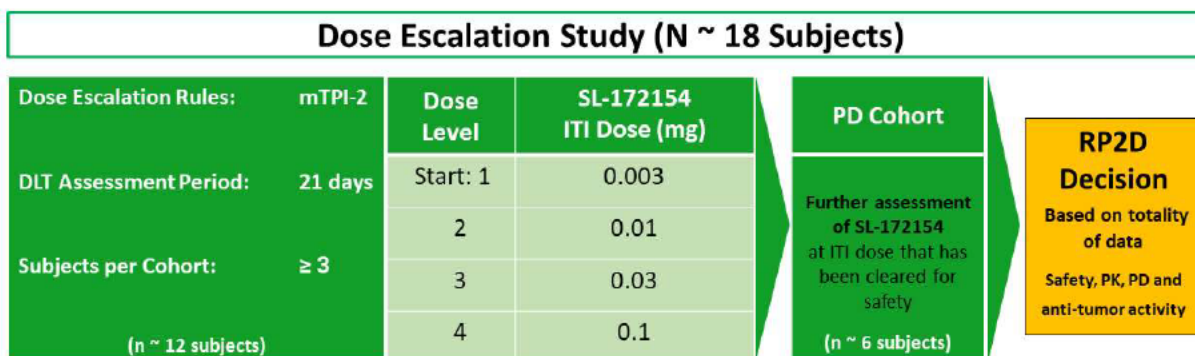 Dose Escalation Study (N ~ 18 Subjects)
Dose Escalation Rules: mTPI-2
DLT Assessment Period: 21 days
Subjects per Cohort: ≥ 3
(n ~ 12 subjects)
Dose Level
SL-172154 ITI Dose (mg)
Start: 1 0.003
2 0.01
3 0.03
4 0.1
PD Cohort
Further assessment
of SL-172154
at ITI dose that has
been cleared for
safety
(n ~ 6 subjects)
RP2D
Decision
Based on totality
of data
Safety, PK, PD and
anti-tumor activity